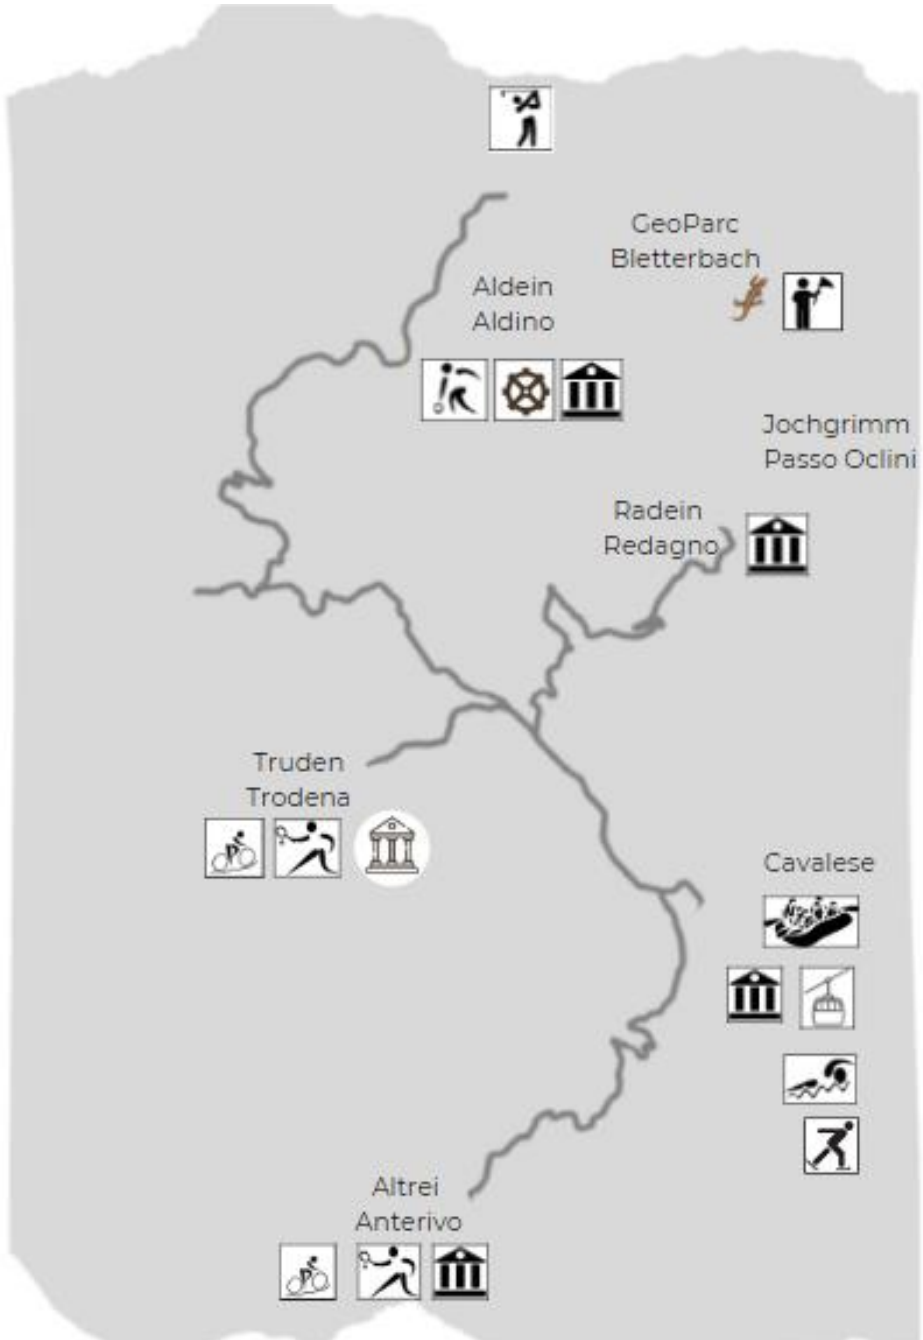 GeoParc
Bletterbach
Aldein
Aldino
Jochgrimm
Passo Oclini
Radein
Redagno
Truden
Trodena
Cavalese
Altrei
Anterivo